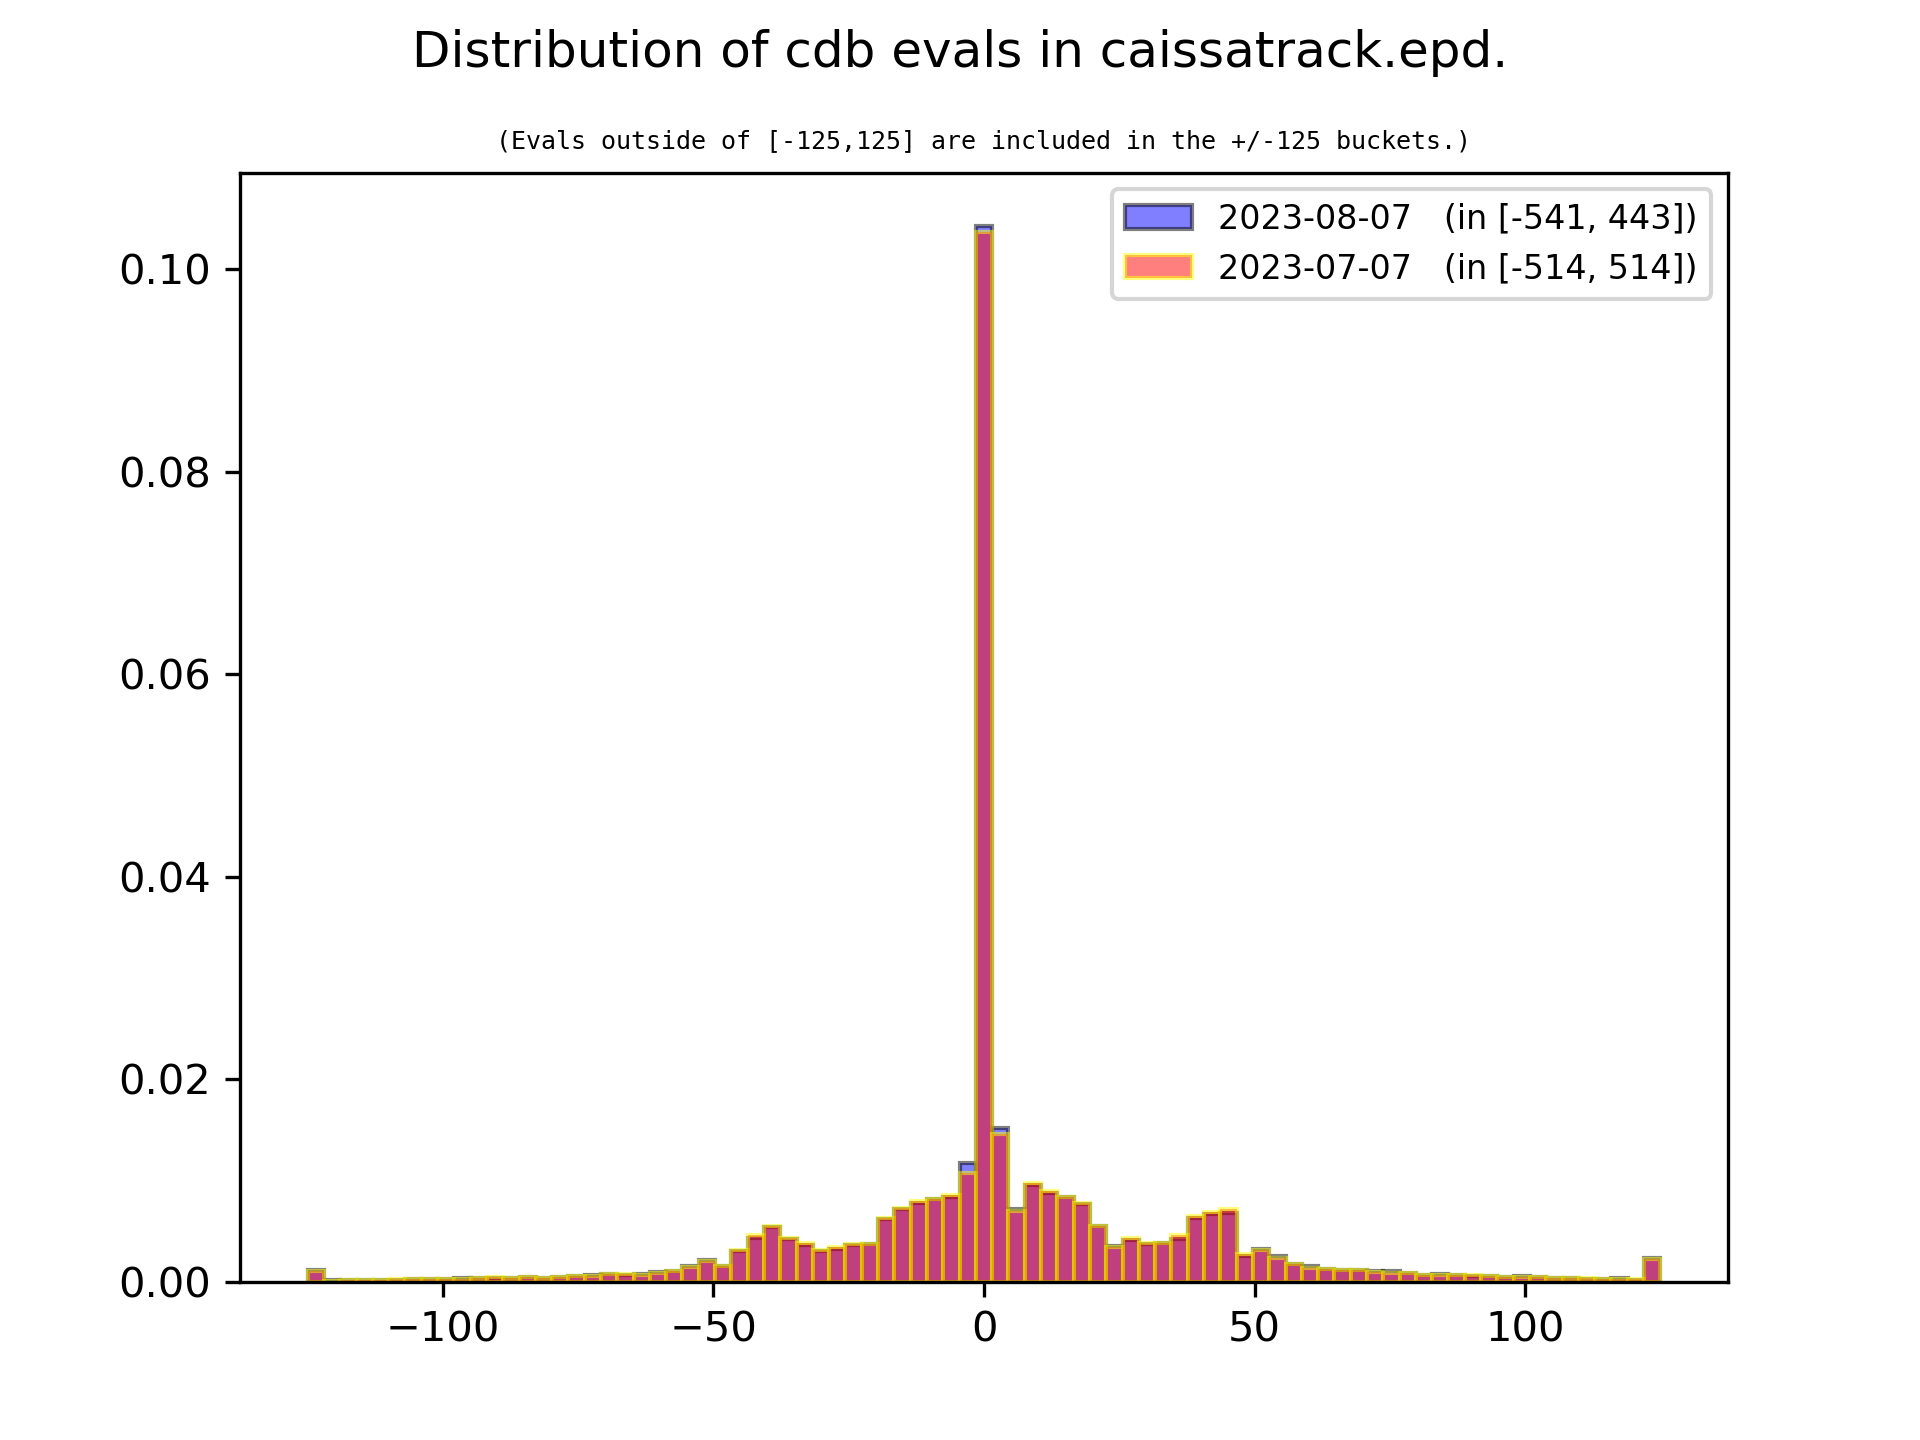 Distribution of cdb evals in caissatrack.epd.
(Evals outside of [-125,125] are included in the +/-125 buckets.)
2023-08-07 (in [-541, 443])
2023-07-07 (in [-514, 514])
0.10
0.08
0.06
0.04
0.02
0.00
−100 −50 0 50 100